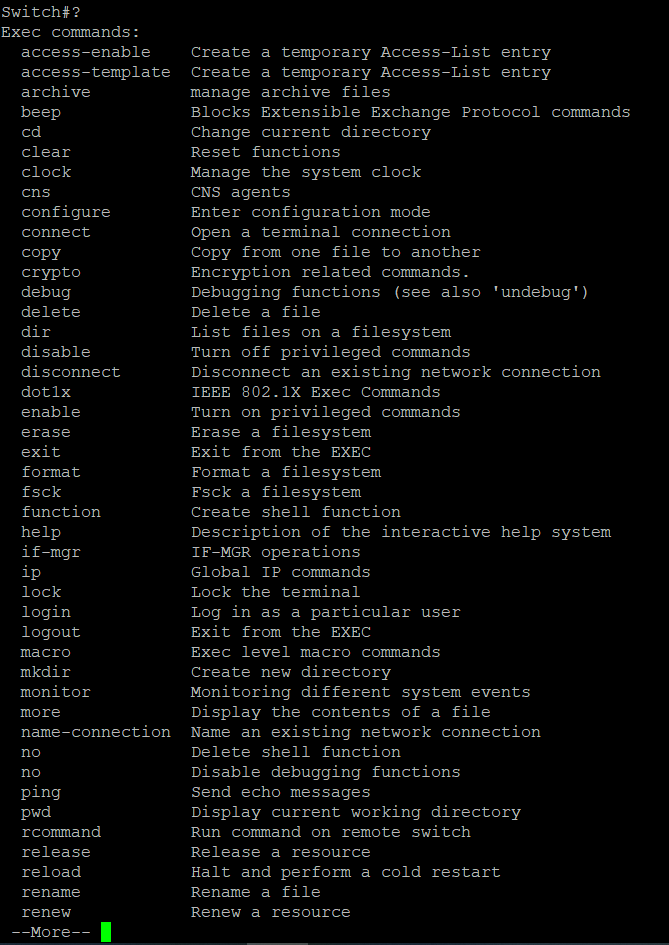 Switch#?
Exec commands:
  access-enable    Create a temporary Access-List entry
  access-template  Create a temporary Access-List entry
  archive          manage archive files
  beep             Blocks Extensible Exchange Protocol commands
  cd               Change current directory
  clear            Reset functions
  clock            Manage the system clock
  cns              CNS agents
  configure        Enter configuration mode
  connect          Open a terminal connection
  copy             Copy from one file to another
  crypto           Encryption related commands.
  debug            Debugging functions (see also 'undebug')
  delete           Delete a file
  dir              List files on a filesystem
  disable          Turn off privileged commands
  disconnect       Disconnect an existing network connection
  dot1x            IEEE 802.1X Exec Commands
  enable           Turn on privileged commands
  erase            Erase a filesystem
  exit             Exit from the EXEC
  format           Format a filesystem
  fsck             Fsck a filesystem
  function         Create shell function
  help             Description of the interactive help system
  if-mgr           IF-MGR operations
  ip               Global IP commands
  lock             Lock the terminal
  login            Log in as a particular user
  logout           Exit from the EXEC
  macro            Exec level macro commands
  mkdir            Create new directory
  monitor          Monitoring different system events
  more             Display the contents of a file
  name-connection  Name an existing network connection
  no               Delete shell function
  no               Disable debugging functions
  ping             Send echo messages
  pwd              Display current working directory
  rcommand         Run command on remote switch
  release          Release a resource
  reload           Halt and perform a cold restart
  rename           Rename a file
  renew            Renew a resource
 --More--